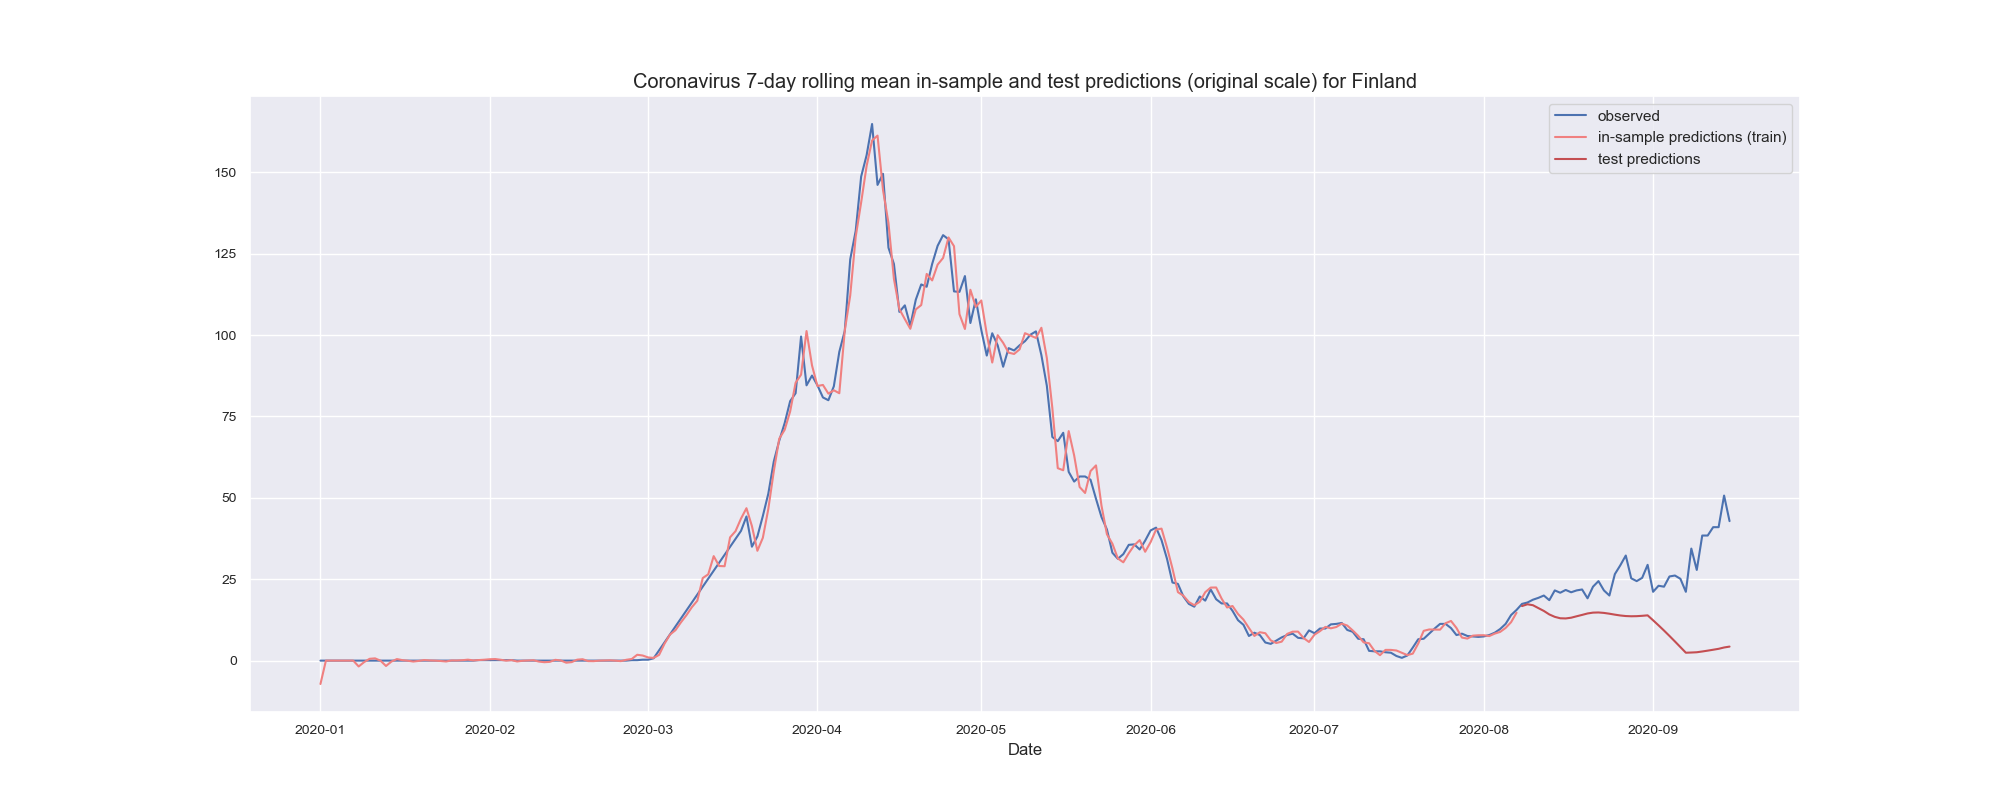 Coronavirus 7-day rolling mean in-sample and test predictions (original scale) for Finland
observed
in-sample predictions (train)
test predictions
150
125
100
75
50
25
0
2020-01 2020-02 2020-03 2020-04 2020-05 2020-06 2020-07 2020-08 2020-09
Date